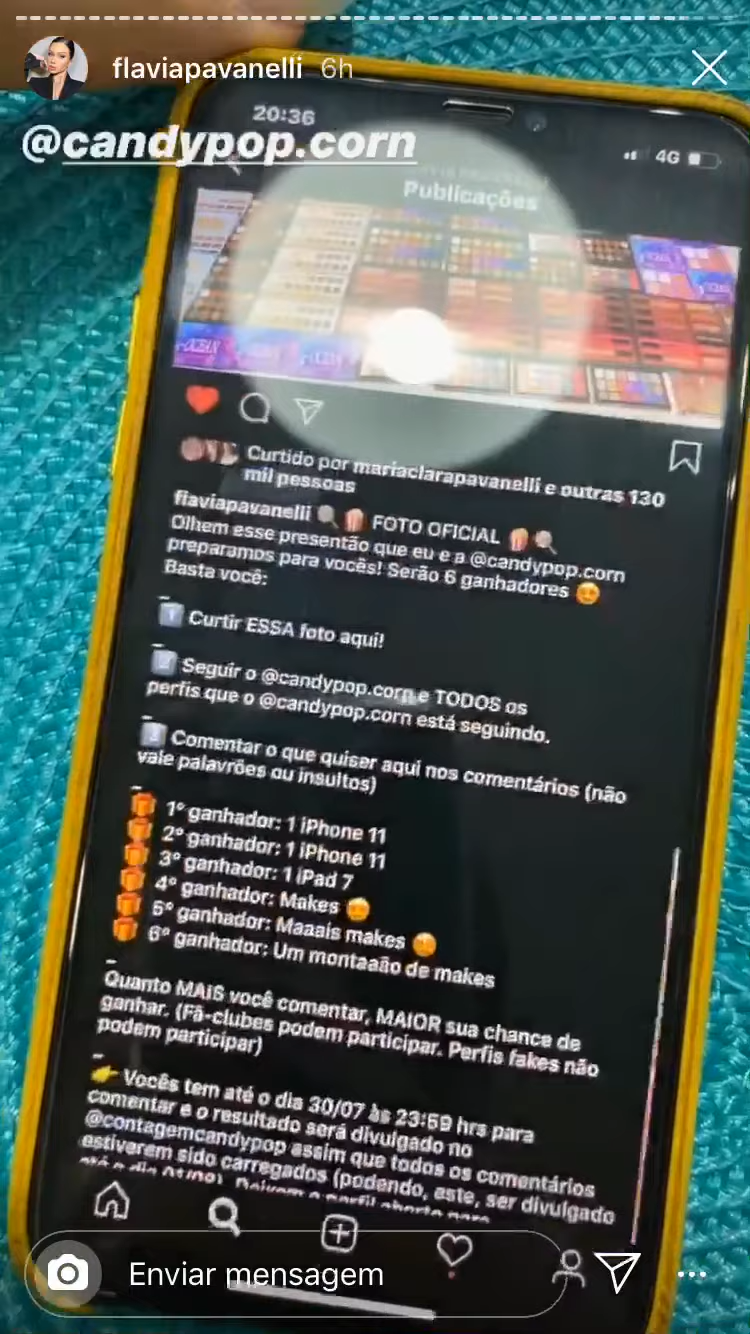 flaviapavanelli 6h
@candypop.corn
20:36
4G
Publicações
Curtido por mariaclarapavanelli e outras 130
mil pessoas
flaviapavanelli 🔍🍿 FOTO OFICIAL 🍿🔍
Olhem esse presentão que eu e a @candypop.corn
preparamos para vocês! Serão 6 ganhadores
Basta você:
–
1 Curtir ESSA foto aqui!
–
2 Seguir o @candypop.corn e TODOS os
perfis que o @candypop.corn está seguindo.
–
Comentar o que quiser aqui nos comentários (não
vale palavrões ou insultos)
–
🎁 1º ganhador: 1 iPhone 11
🎁 2º ganhador: 1 iPhone 11
🎁 3º ganhador: 1 iPad 7
🎁 4º ganhador: Makes
🎁 5º ganhador: Maaais makes
🎁 6º ganhador: Um montaaão de makes
–
Quanto MAIS você comentar, MAIOR sua chance de
ganhar. (Fã-clubes podem participar. Perfis fakes não
podem participar)
–
👉 Vocês tem até o dia 30/07 às 23:59 hrs para
comentar e o resultado será divulgado no
@contagemcandypop assim que todos os comentários
estiverem sido carregados (podendo, este, ser divulgado
Enviar mensagem